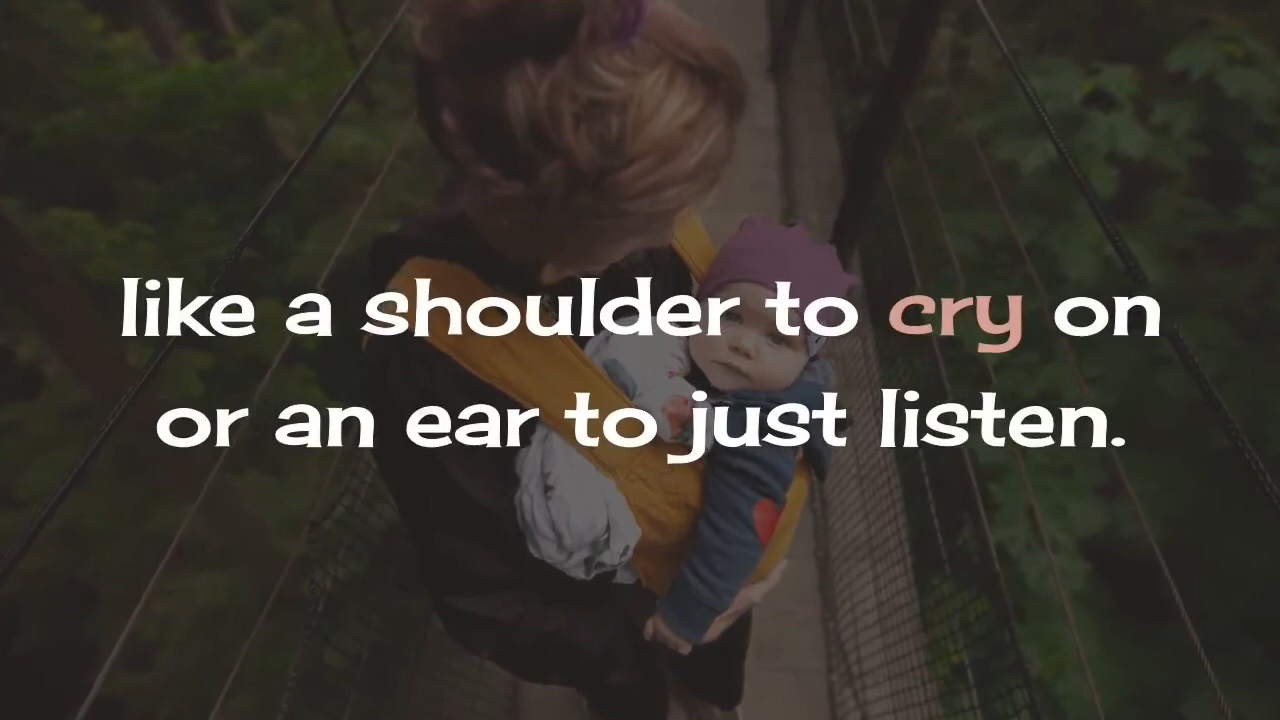 like a shoulder to cry on
or an ear to just listen.